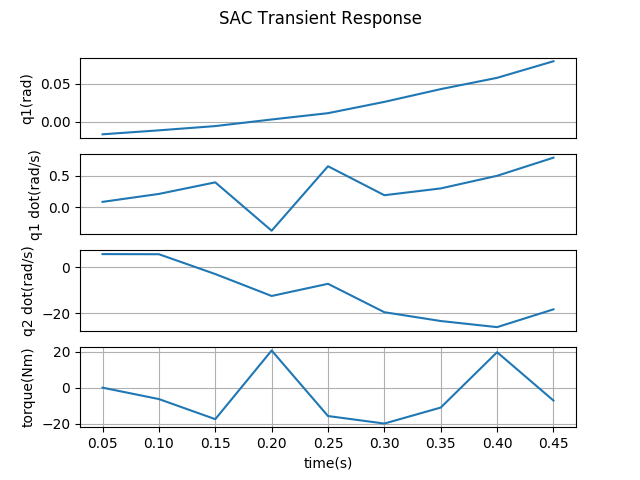 SAC Transient Response
q1(rad)
0.05
0.00
q1 dot(rad/s)
0.5
0.0
q2 dot(rad/s)
0
−20
torque(Nm)
20
0
−20
0.05 0.10 0.15 0.20 0.25 0.30 0.35 0.40 0.45
time(s)